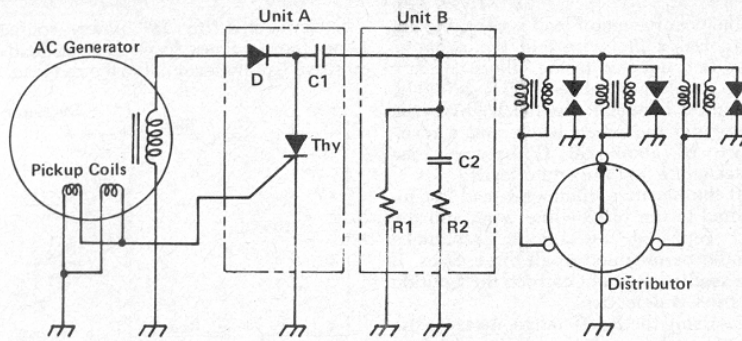 Unit A
Unit B
AC Generator
D
C1
Thy
Pickup Coils
C2
R1
R2
Distributor